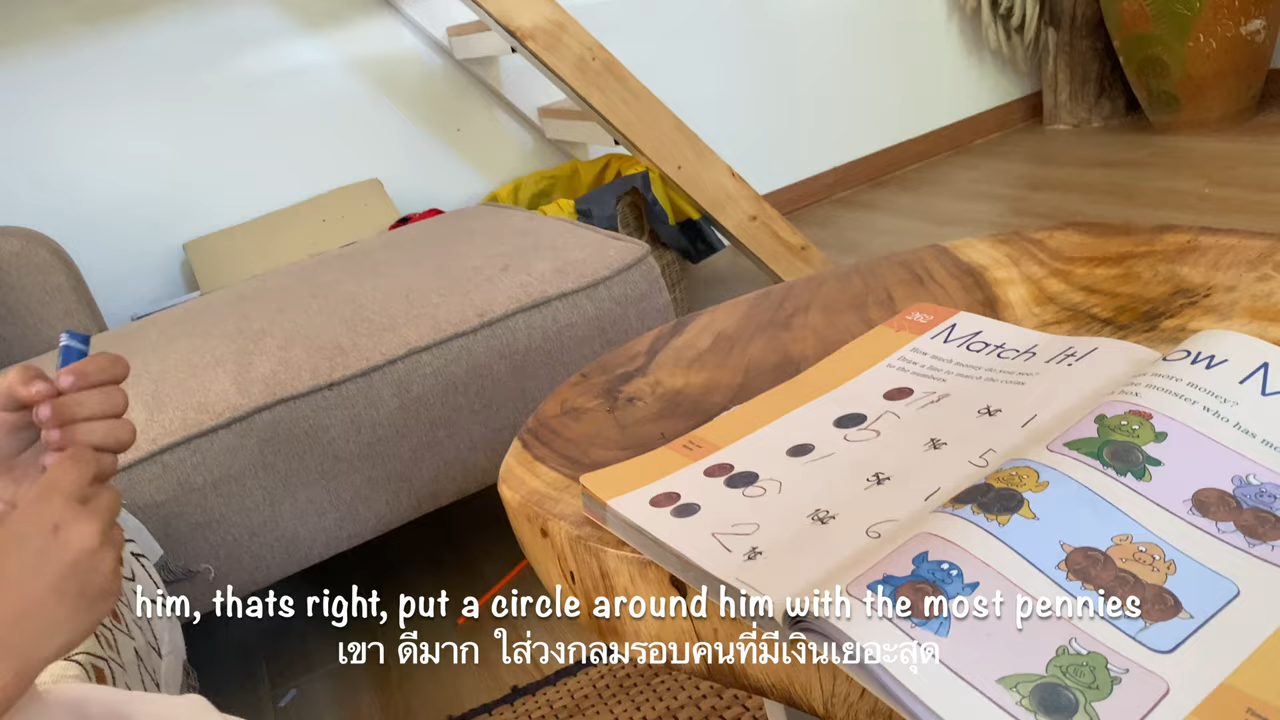 262
Match It!
How much money do you see?
Draw a line to match the coins
to the numbers.
ow M
more money?
monster who has mo
box.
5
1
5
1
6
6
2
him, thats right, put a circle around him with the most pennies
เขา ดีมาก ใส่วงกลมรอบคนที่มีเงินเยอะสุด